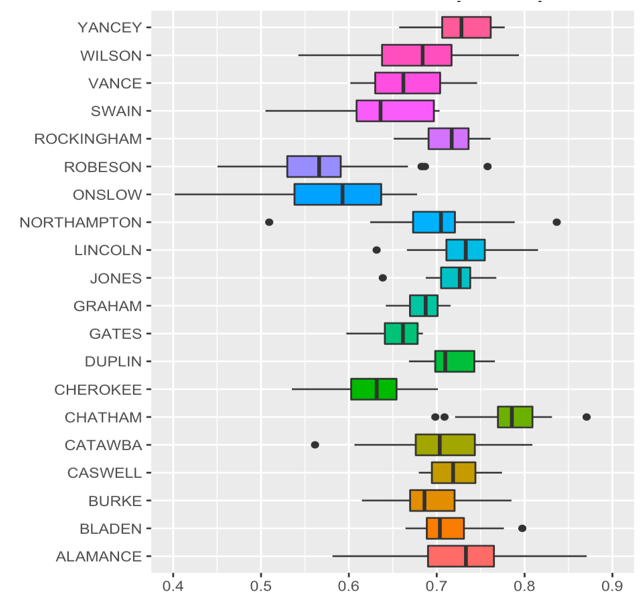 YANCEY
WILSON
VANCE
SWAIN
ROCKINGHAM
ROBESON
ONSLOW
NORTHAMPTON
LINCOLN
JONES
GRAHAM
GATES
DUPLIN
CHEROKEE
CHATHAM
CATAWBA
CASWELL
BURKE
BLADEN
ALAMANCE
0.4 0.5 0.6 0.7 0.8 0.9